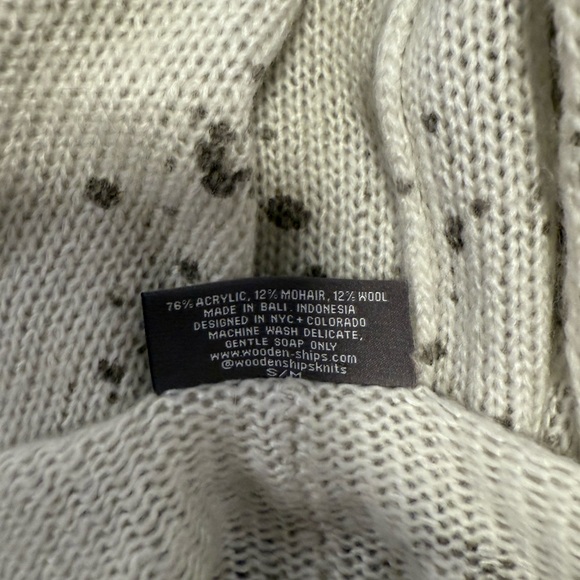 76% ACRYLIC, 12% MOHAIR, 12% WOOL
MADE IN BALI, INDONESIA
DESIGNED IN NYC + COLORADO
MACHINE WASH DELICATE,
GENTLE SOAP ONLY
www.wooden-ships.com
@woodenshipsknits
S/M